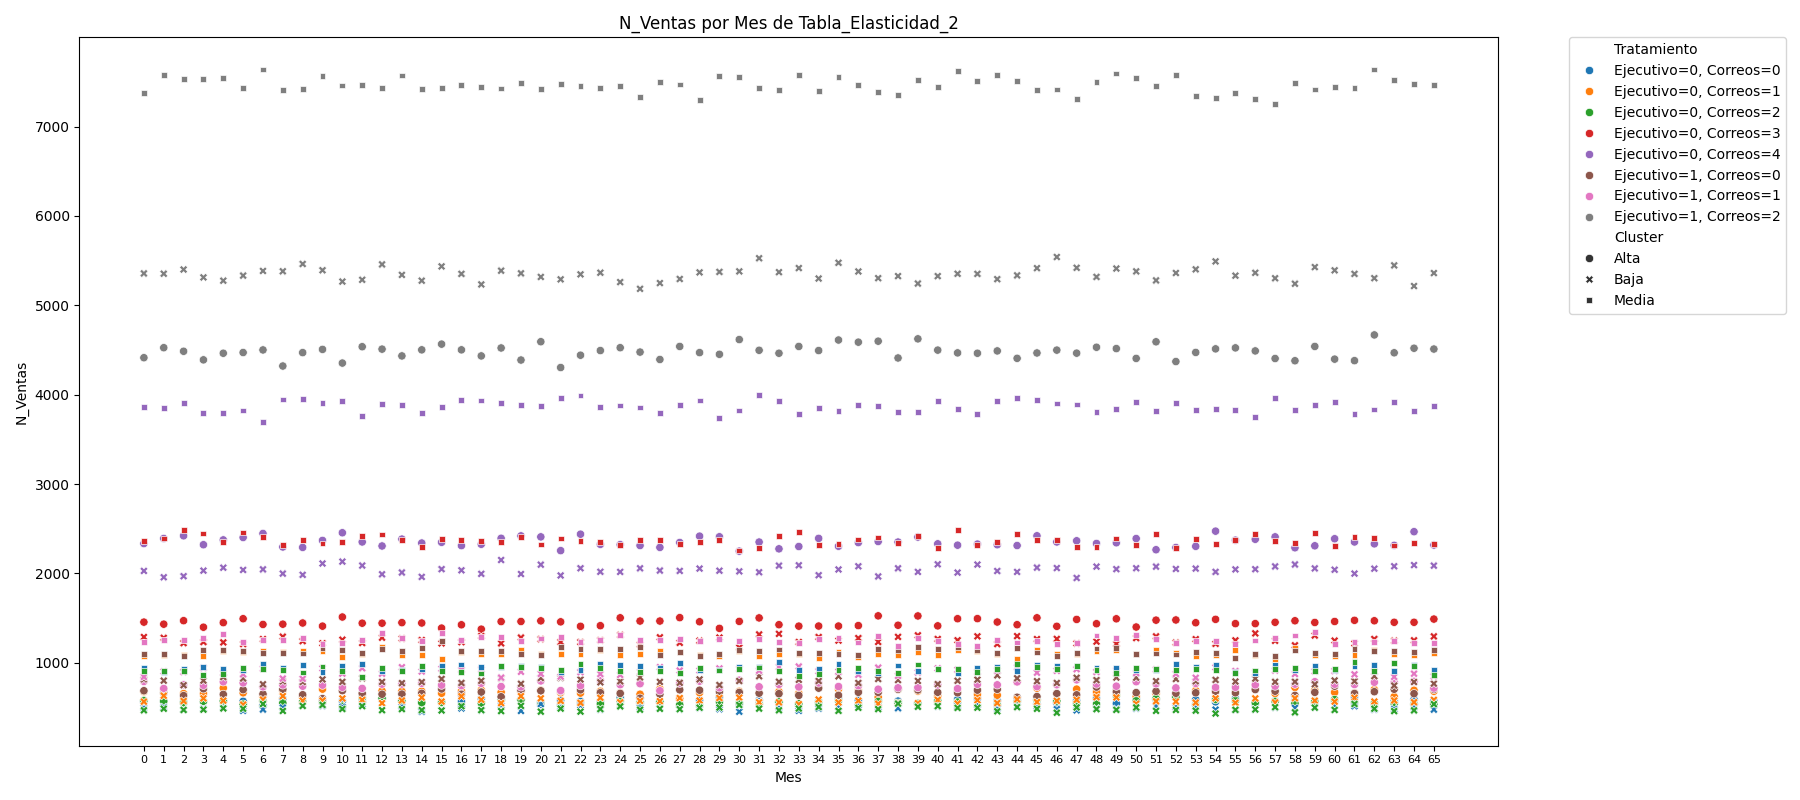 N_Ventas por Mes de Tabla_Elasticidad_2
Tratamiento
Ejecutivo=0, Correos=0
Ejecutivo=0, Correos=1
Ejecutivo=0, Correos=2
Ejecutivo=0, Correos=3
Ejecutivo=0, Correos=4
Ejecutivo=1, Correos=0
Ejecutivo=1, Correos=1
Ejecutivo=1, Correos=2
Cluster
Alta
Baja
Media
N_Ventas
7000
6000
5000
4000
3000
2000
1000
0 1 2 3 4 5 6 7 8 9 10 11 12 13 14 15 16 17 18 19 20 21 22 23 24 25 26 27 28 29 30 31 32 33 34 35 36 37 38 39 40 41 42 43 44 45 46 47 48 49 50 51 52 53 54 55 56 57 58 59 60 61 62 63 64 65
Mes